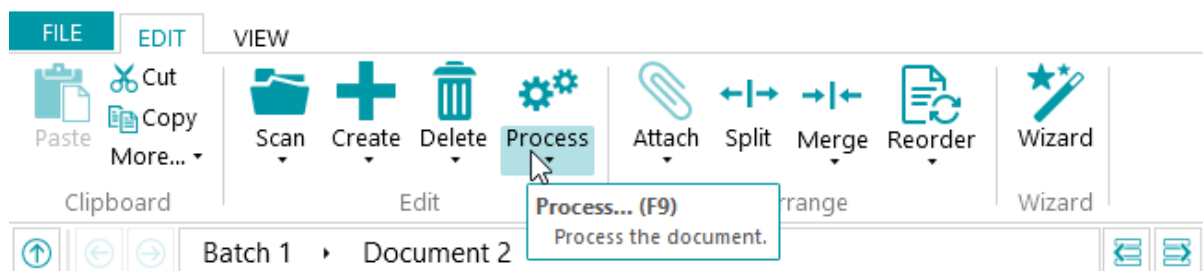 FILE EDIT VIEW
Cut
Copy
Paste
More...
Scan Create Delete Process Attach Split Merge Reorder Wizard
Clipboard Edit rrange Wizard
Process... (F9)
Process the document.
Batch 1 Document 2